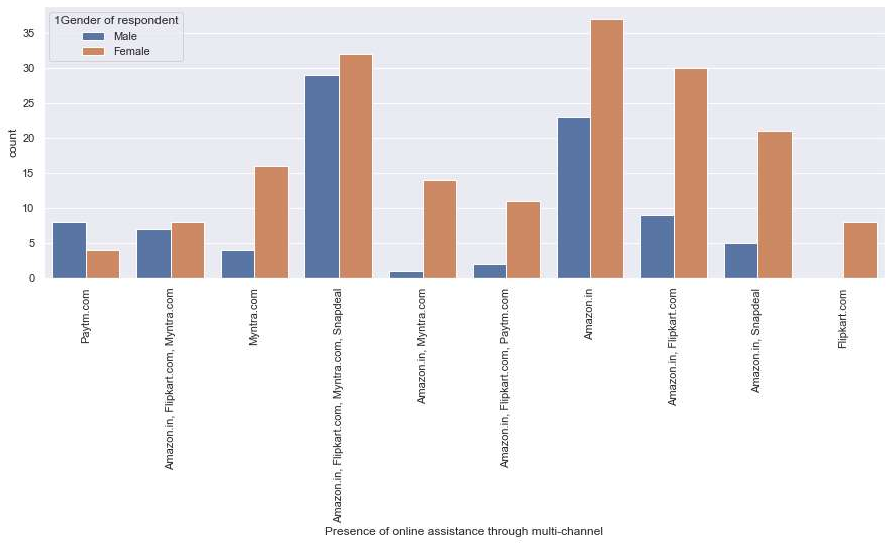 1Gender of respondent
Male
Female
count
35
30
25
20
15
10
5
0
Paytm.com
Amazon.in, Flipkart.com, Myntra.com
Myntra.com
Amazon.in, Flipkart.com, Myntra.com, Snapdeal
Amazon.in, Myntra.com
Amazon.in, Flipkart.com, Paytm.com
Amazon.in
Amazon.in, Flipkart.com
Amazon.in, Snapdeal
Flipkart.com
Presence of online assistance through multi-channel